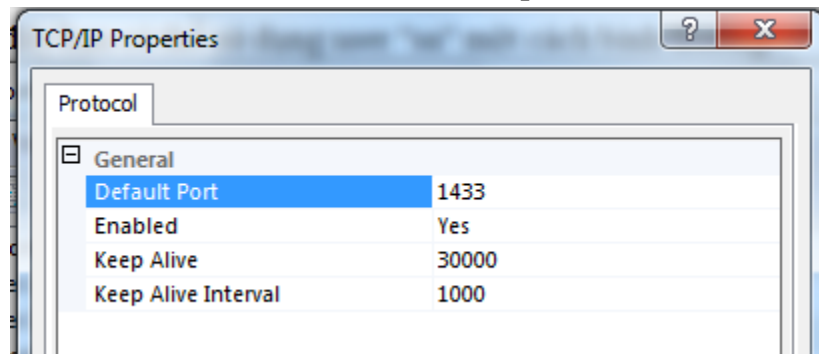 TCP/IP Properties
Protocol
General
Default Port 1433
Enabled Yes
Keep Alive 30000
Keep Alive Interval 1000